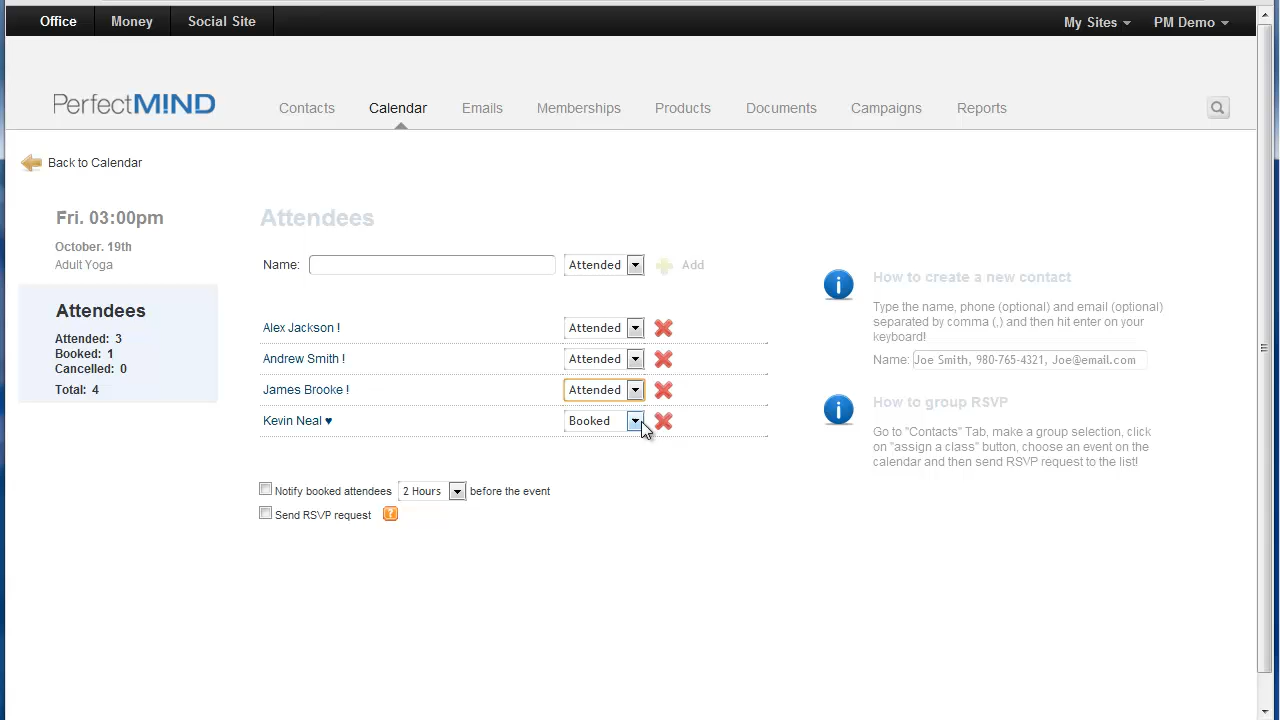 Office Money Social Site My Sites PM Demo
PerfectMIND Contacts Calendar Emails Memberships Products Documents Campaigns Reports
Back to Calendar
Fri. 03:00pm
October. 19th
Adult Yoga
Attendees
Attended: 3
Booked: 1
Cancelled: 0
Total: 4
Attendees
Name: Attended Add
Alex Jackson ! Attended
Andrew Smith ! Attended
James Brooke ! Attended
Kevin Neal ♥ Booked
Notify booked attendees 2 Hours before the event
Send RSVP request ?
How to create a new contact
Type the name, phone (optional) and email (optional)
separated by comma (,) and then hit enter on your
keyboard!
Name: Joe Smith, 980-765-4321, Joe@email.com
How to group RSVP
Go to "Contacts" Tab, make a group selection, click
on "assign a class" button, choose an event on the
calendar and then send RSVP request to the list!